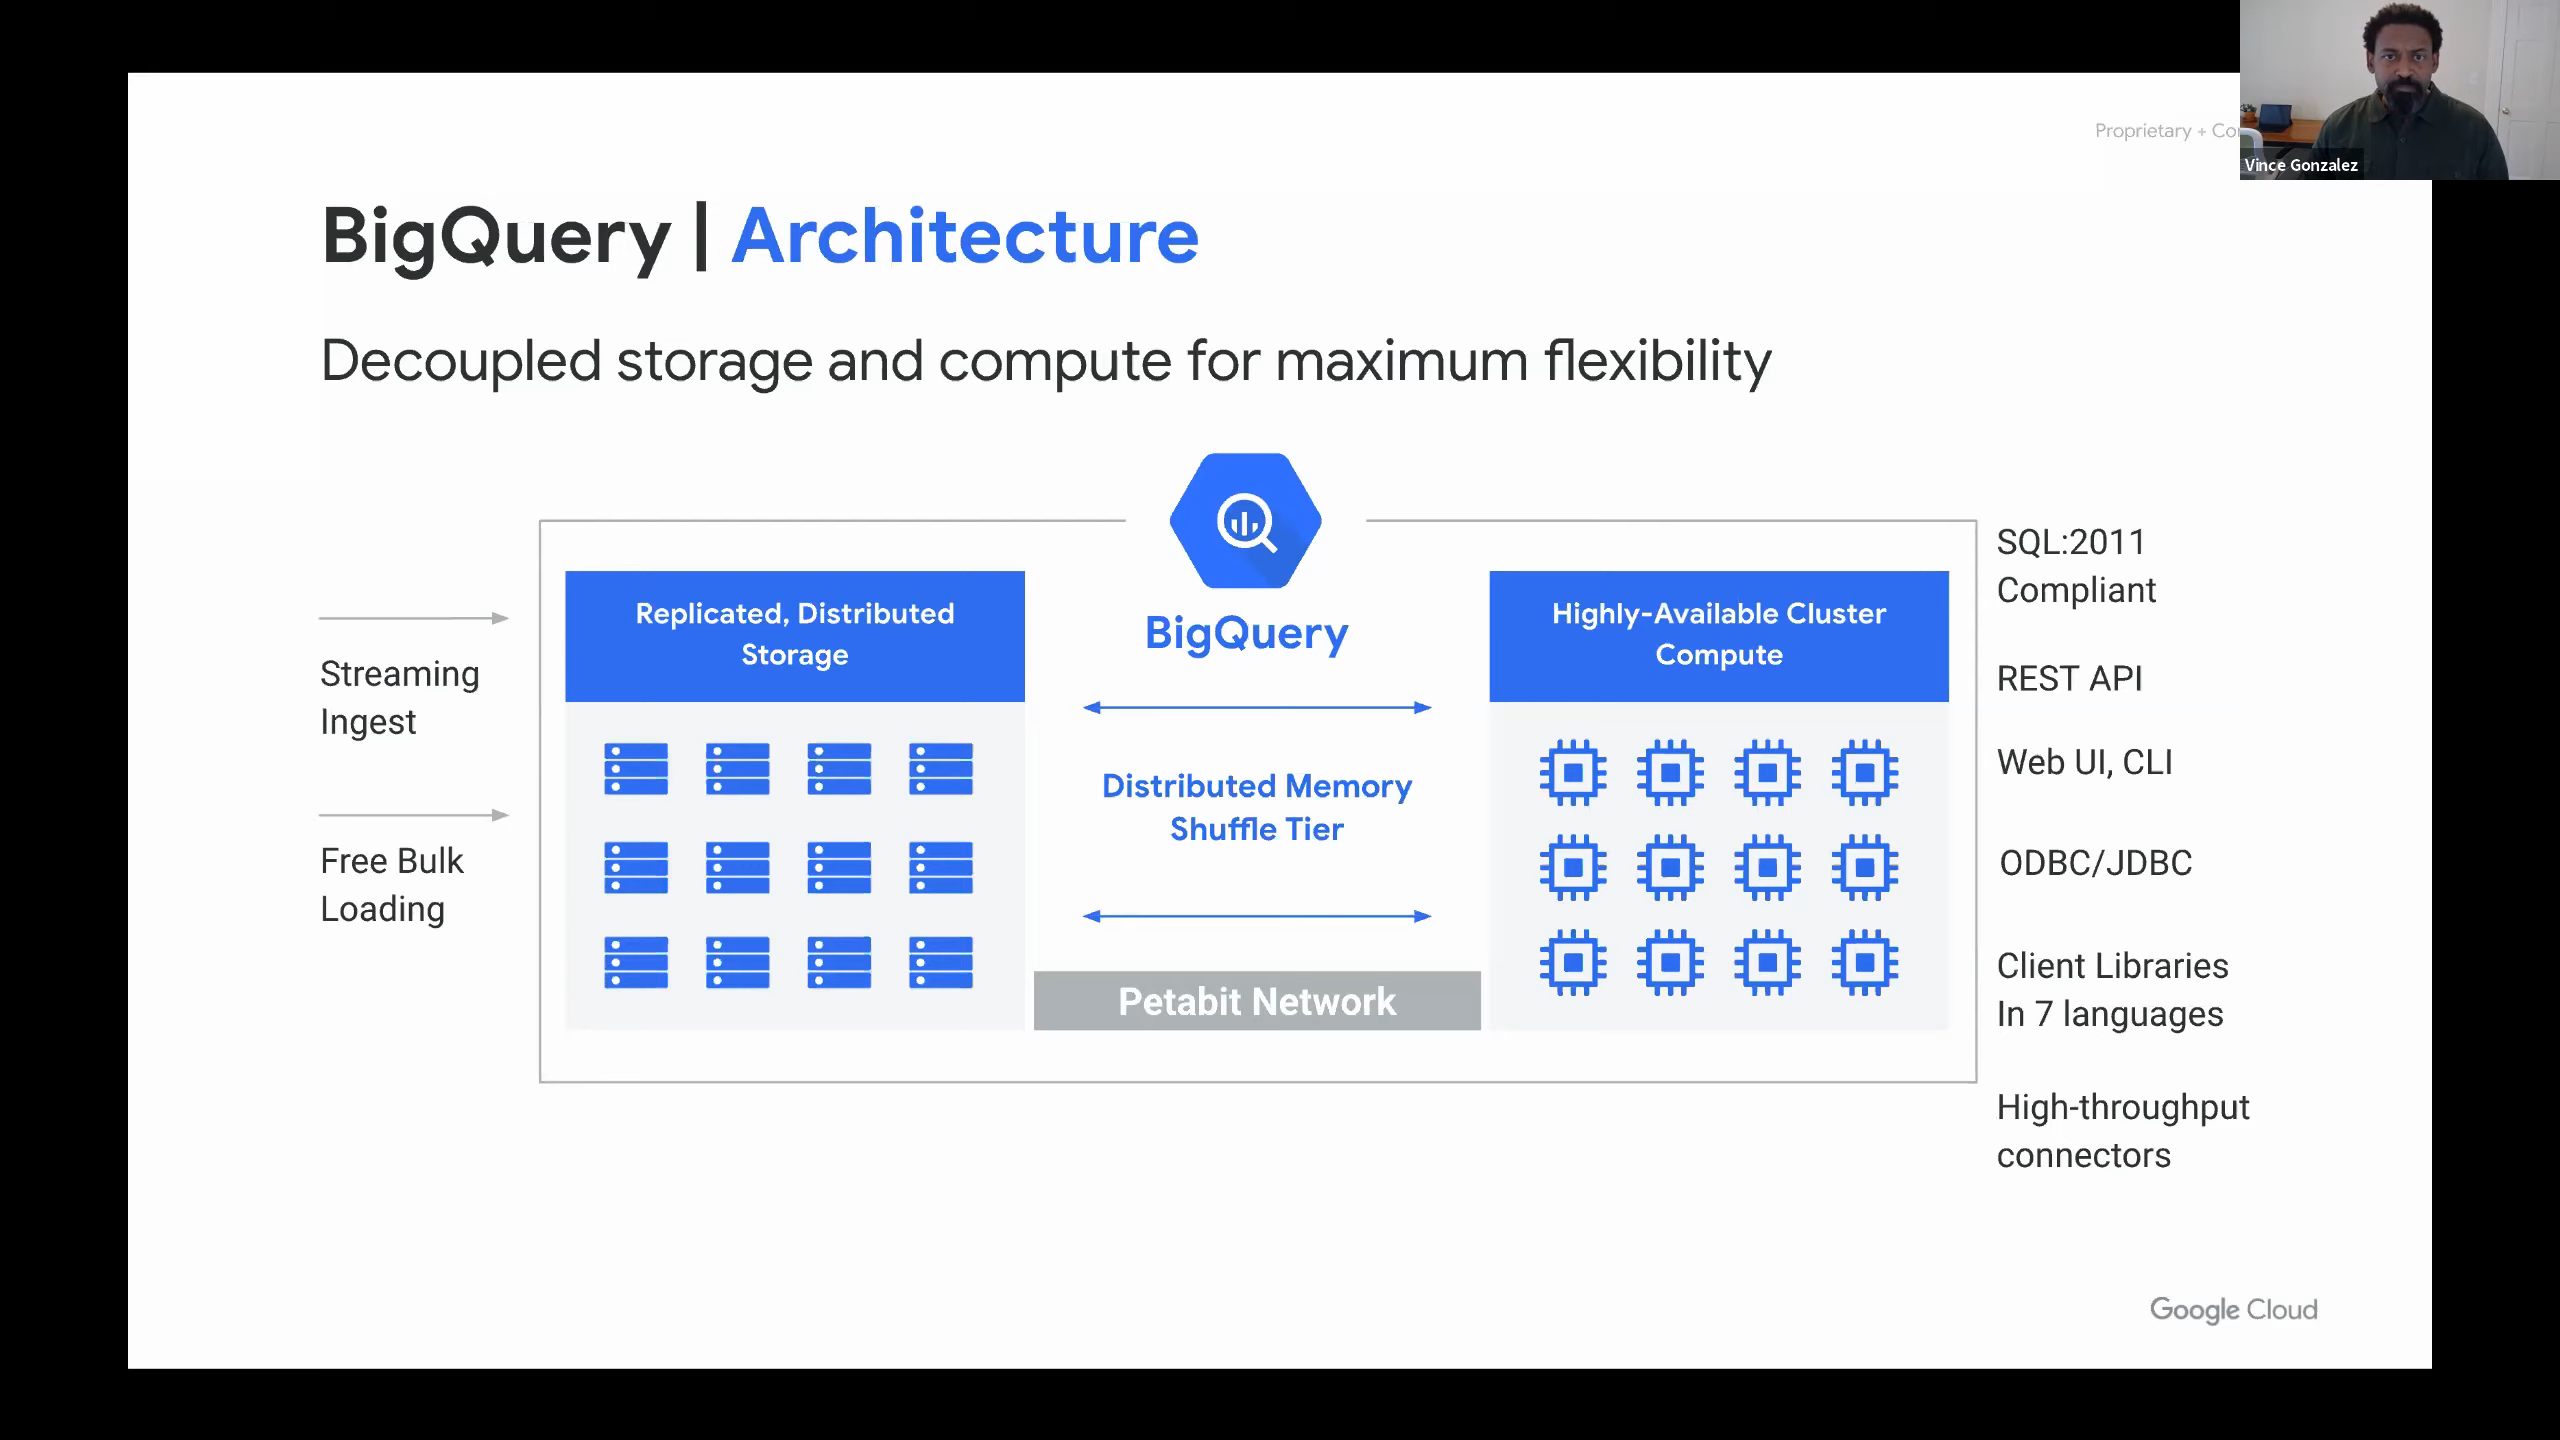 Proprietary +
Vince Gonzalez
BigQuery | Architecture
Decoupled storage and compute for maximum flexibility
Streaming
Ingest
Free Bulk
Loading
Replicated, Distributed
Storage
BigQuery
Distributed Memory
Shuffle Tier
Petabit Network
Highly-Available Cluster
Compute
SQL:2011
Compliant
REST API
Web UI, CLI
ODBC/JDBC
Client Libraries
In 7 languages
High-throughput
connectors
Google Cloud